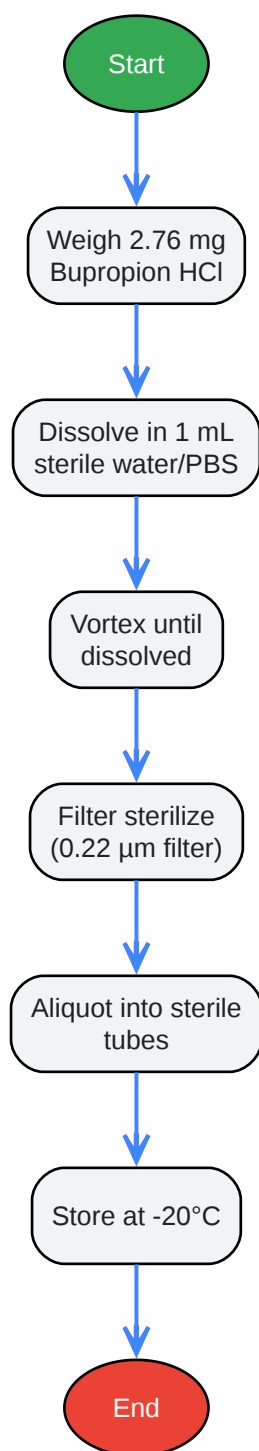 Start
Weigh 2.76 mg
Bupropion HCl
Dissolve in 1 mL
sterile water/PBS
Vortex until
dissolved
Filter sterilize
(0.22 µm filter)
Aliquot into sterile
tubes
Store at -20°C
End